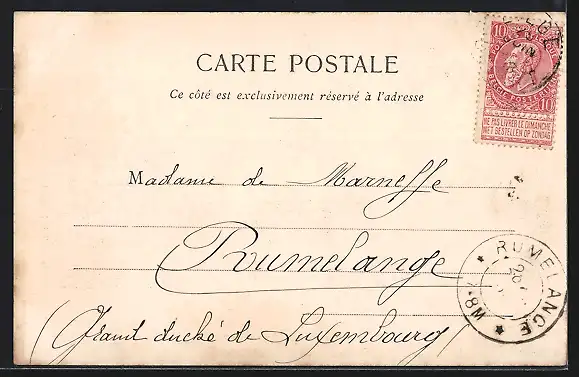 CARTE POSTALE
Ce côté est exclusivement réservé à l'adresse
10 10
NE PAS LIVRER LE DIMANCHE
NIET BESTELLEN OP ZONDAG
Madame de Marneffe
Rumelange
(Grand duché de Luxembourg)
RUMELANGE